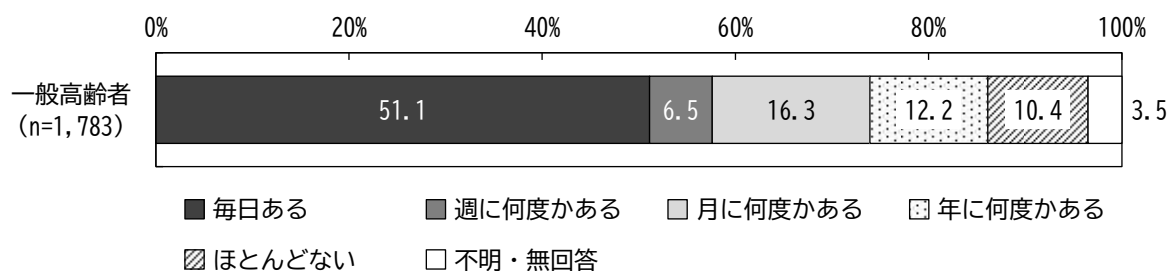 0% 20% 40% 60% 80% 100%
一般高齢者
(n=1,783)
51.1 6.5 16.3 12.2 10.4 3.5
毎日ある 週に何度かある 月に何度かある 年に何度かある
ほとんどない 不明・無回答